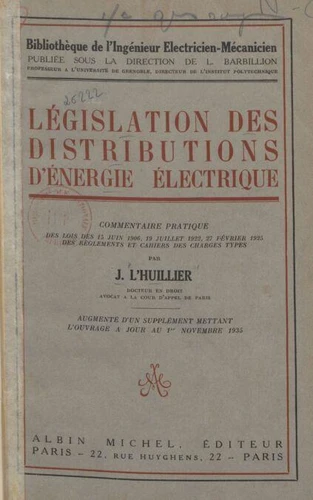 Bibliothèque de l'Ingénieur Electricien-Mécanicien
PUBLIÉE SOUS LA DIRECTION DE L. BARBILLION
PROFESSEUR A L'UNIVERSITÉ DE GRENOBLE, DIRECTEUR DE L'INSTITUT POLYTECHNIQUE
26222
LÉGISLATION DES
DISTRIBUTIONS
D'ÉNERGIE ÉLECTRIQUE
COMMENTAIRE PRATIQUE
DES LOIS DES 15 JUIN 1906, 19 JUILLET 1922, 27 FÉVRIER 1925
DES RÈGLEMENTS ET CAHIERS DES CHARGES TYPES
PAR
J. L'HUILLIER
DOCTEUR EN DROIT
AVOCAT A LA COUR D'APPEL DE PARIS
AUGMENTÉ D'UN SUPPLÉMENT METTANT
L'OUVRAGE A JOUR AU 1er NOVEMBRE 1935
ALBIN MICHEL, ÉDITEUR
PARIS - 22, RUE HUYGHENS, 22 - PARIS